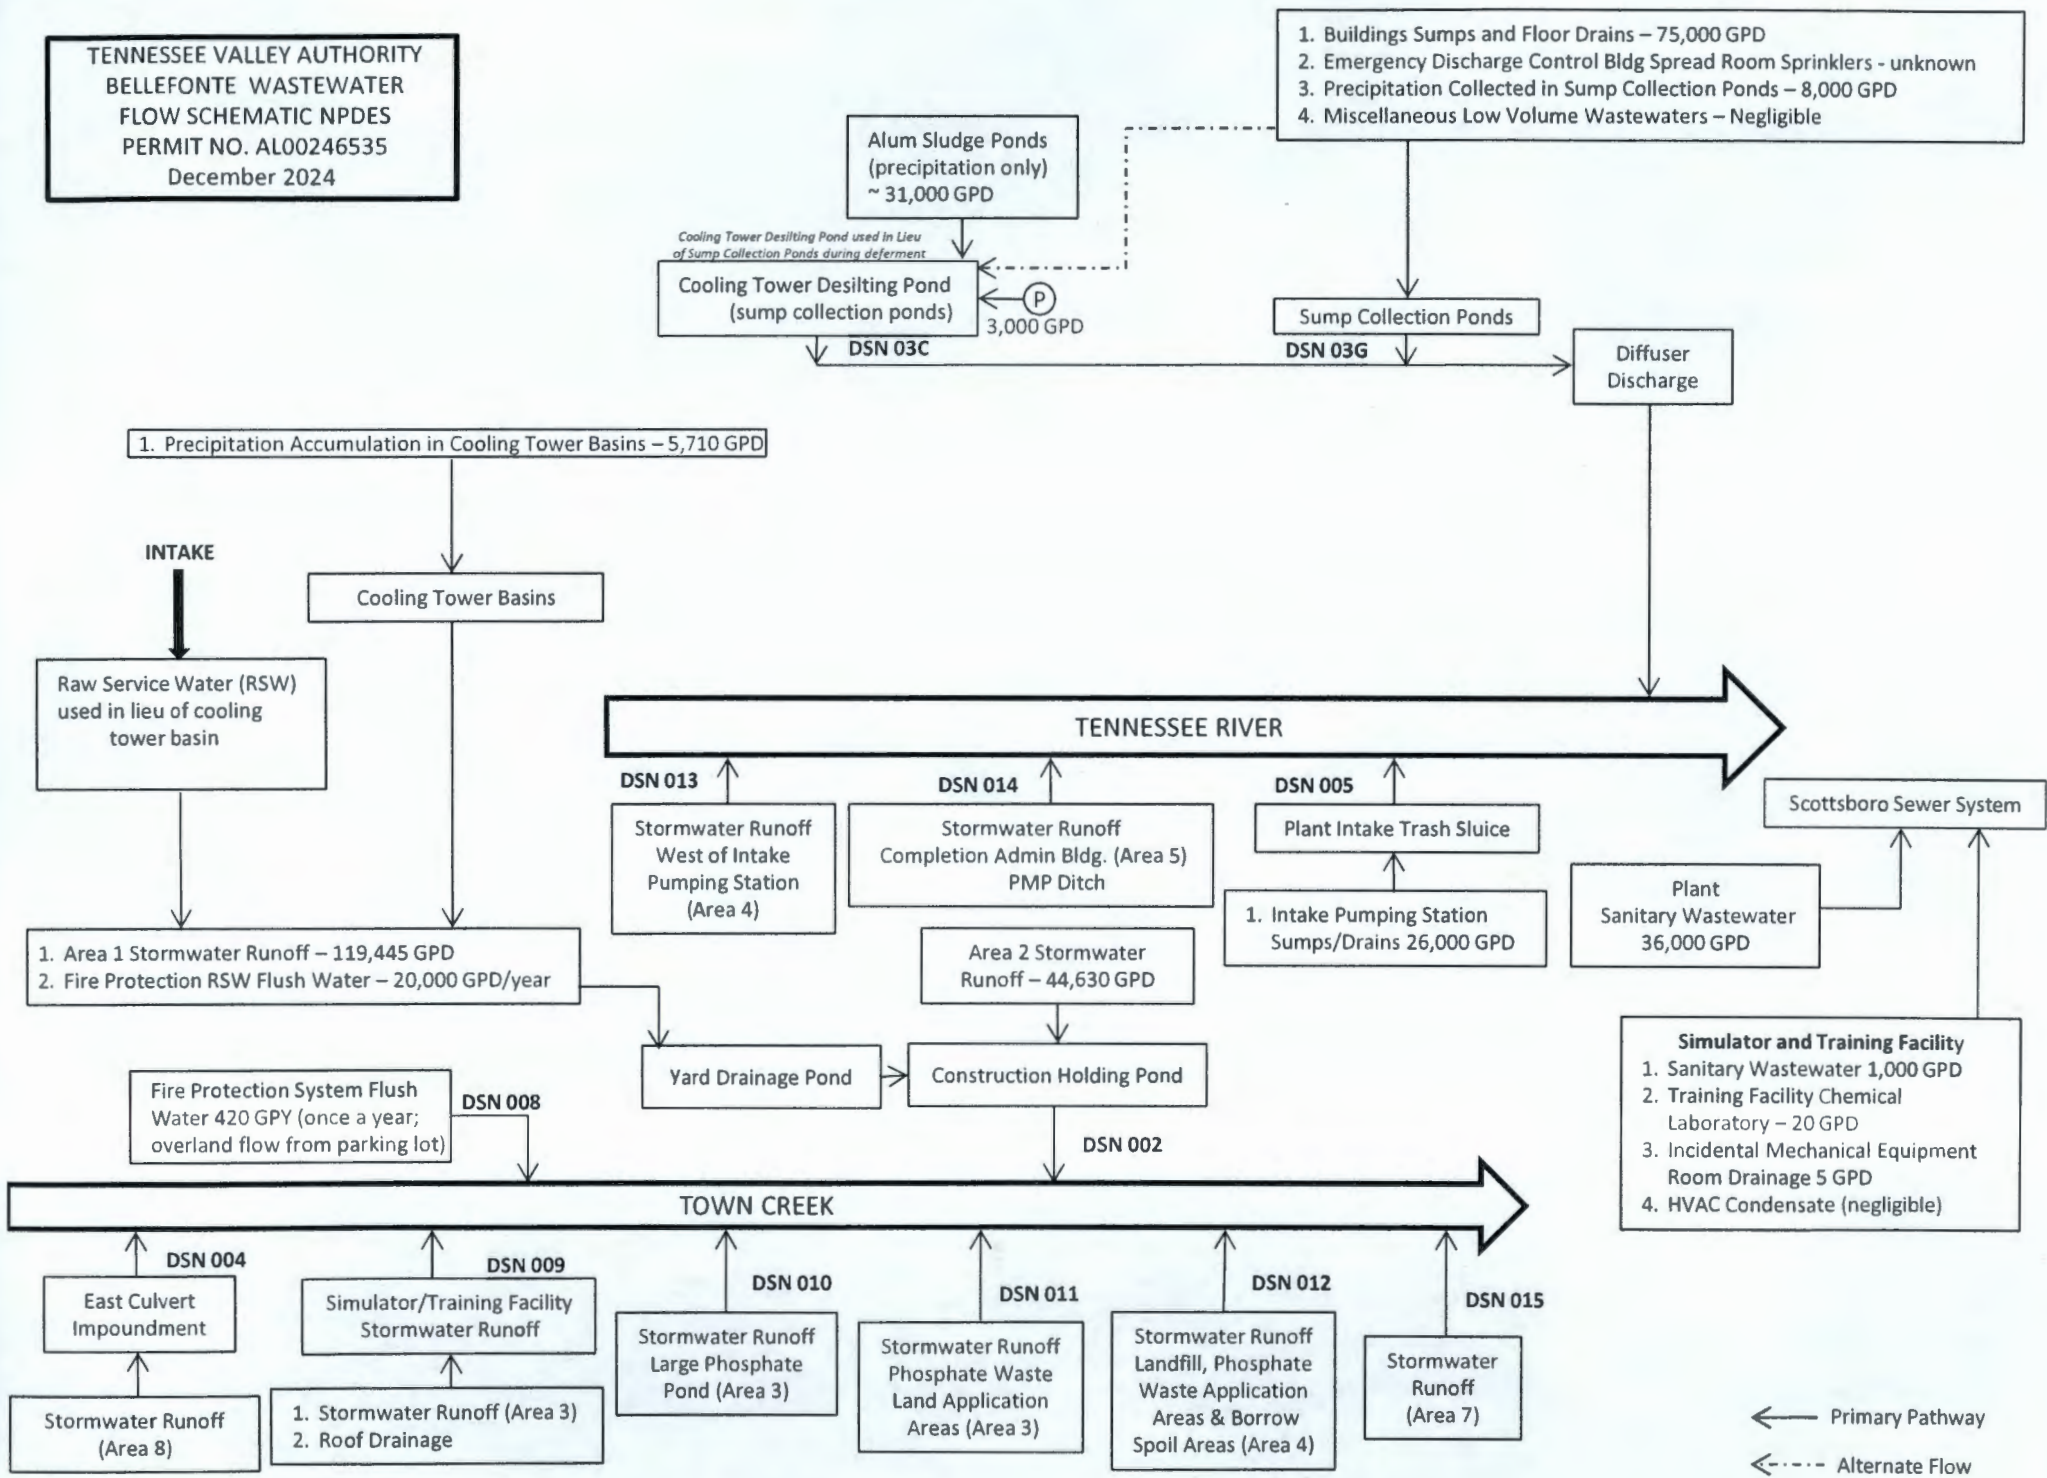 TENNESSEE VALLEY AUTHORITY
BELLEFONTE WASTEWATER
FLOW SCHEMATIC NPDES
PERMIT NO. AL00246535
December 2024
1. Buildings Sumps and Floor Drains – 75,000 GPD
2. Emergency Discharge Control Bldg Spread Room Sprinklers - unknown
3. Precipitation Collected in Sump Collection Ponds – 8,000 GPD
4. Miscellaneous Low Volume Wastewaters – Negligible
Alum Sludge Ponds
(precipitation only)
~ 31,000 GPD
Cooling Tower Desilting Pond used in Lieu
of Sump Collection Ponds during deferment
Cooling Tower Desilting Pond
(sump collection ponds)
P
3,000 GPD
DSN 03C
Sump Collection Ponds
DSN 03G
Diffuser
Discharge
1. Precipitation Accumulation in Cooling Tower Basins – 5,710 GPD
INTAKE
Cooling Tower Basins
Raw Service Water (RSW)
used in lieu of cooling
tower basin
TENNESSEE RIVER
DSN 013
Stormwater Runoff
West of Intake
Pumping Station
(Area 4)
DSN 014
Stormwater Runoff
Completion Admin Bldg. (Area 5)
PMP Ditch
DSN 005
Plant Intake Trash Sluice
1. Intake Pumping Station
Sumps/Drains 26,000 GPD
Scottsboro Sewer System
Plant
Sanitary Wastewater
36,000 GPD
1. Area 1 Stormwater Runoff – 119,445 GPD
2. Fire Protection RSW Flush Water – 20,000 GPD/year
Area 2 Stormwater
Runoff – 44,630 GPD
Yard Drainage Pond
Construction Holding Pond
Simulator and Training Facility
1. Sanitary Wastewater 1,000 GPD
2. Training Facility Chemical
Laboratory – 20 GPD
3. Incidental Mechanical Equipment
Room Drainage 5 GPD
4. HVAC Condensate (negligible)
Fire Protection System Flush
Water 420 GPY (once a year;
overland flow from parking lot)
DSN 008
DSN 002
TOWN CREEK
DSN 004
East Culvert
Impoundment
Stormwater Runoff
(Area 8)
DSN 009
Simulator/Training Facility
Stormwater Runoff
1. Stormwater Runoff (Area 3)
2. Roof Drainage
DSN 010
Stormwater Runoff
Large Phosphate
Pond (Area 3)
DSN 011
Stormwater Runoff
Phosphate Waste
Land Application
Areas (Area 3)
DSN 012
Stormwater Runoff
Landfill, Phosphate
Waste Application
Areas & Borrow
Spoil Areas (Area 4)
DSN 015
Stormwater
Runoff
(Area 7)
Primary Pathway
Alternate Flow